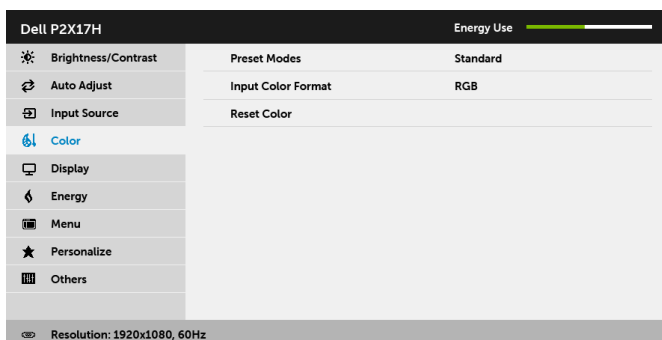 Dell P2X17H Energy Use
Brightness/Contrast Preset Modes Standard
Auto Adjust Input Color Format RGB
Input Source Reset Color
Color
Display
Energy
Menu
Personalize
Others
Resolution: 1920x1080, 60Hz